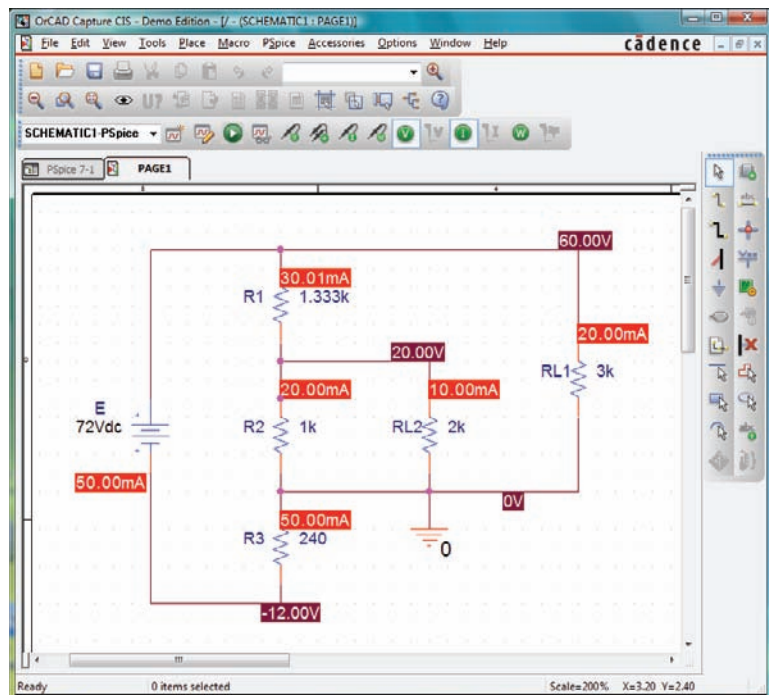 OrCAD Capture CIS - Demo Edition - [/ - (SCHEMATIC1 : PAGE1)]
File Edit View Tools Place Macro PSpice Accessories Options Window Help
cādence
U?
SCHEMATIC1-PSpice
V
I
W
PSpice 7-1
PAGE1
60.00V
30.01mA
R1 1.333k
20.00mA
20.00V
RL1 3k
20.00mA
10.00mA
E
72Vdc
R2 1k
RL2 2k
50.00mA
0V
50.00mA
R3 240
0
-12.00V
Ready
0 items selected
Scale=200% X=3.20 Y=2.40